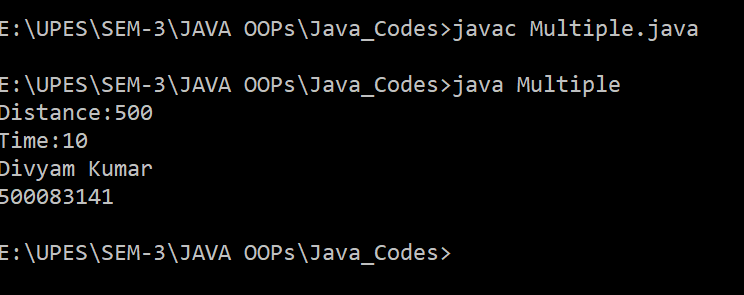 E:\UPES\SEM-3\JAVA OOPs\Java_Codes>javac Multiple.java
E:\UPES\SEM-3\JAVA OOPs\Java_Codes>java Multiple
Distance:500
Time:10
Divyam Kumar
500083141
E:\UPES\SEM-3\JAVA OOPs\Java_Codes>